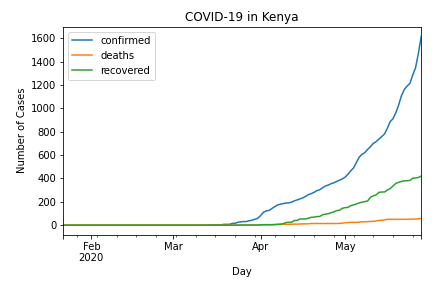 COVID-19 in Kenya
confirmed
deaths
recovered
1600
1400
1200
1000
800
600
400
200
0
Number of Cases
Feb
2020
Mar
Apr
May
Day